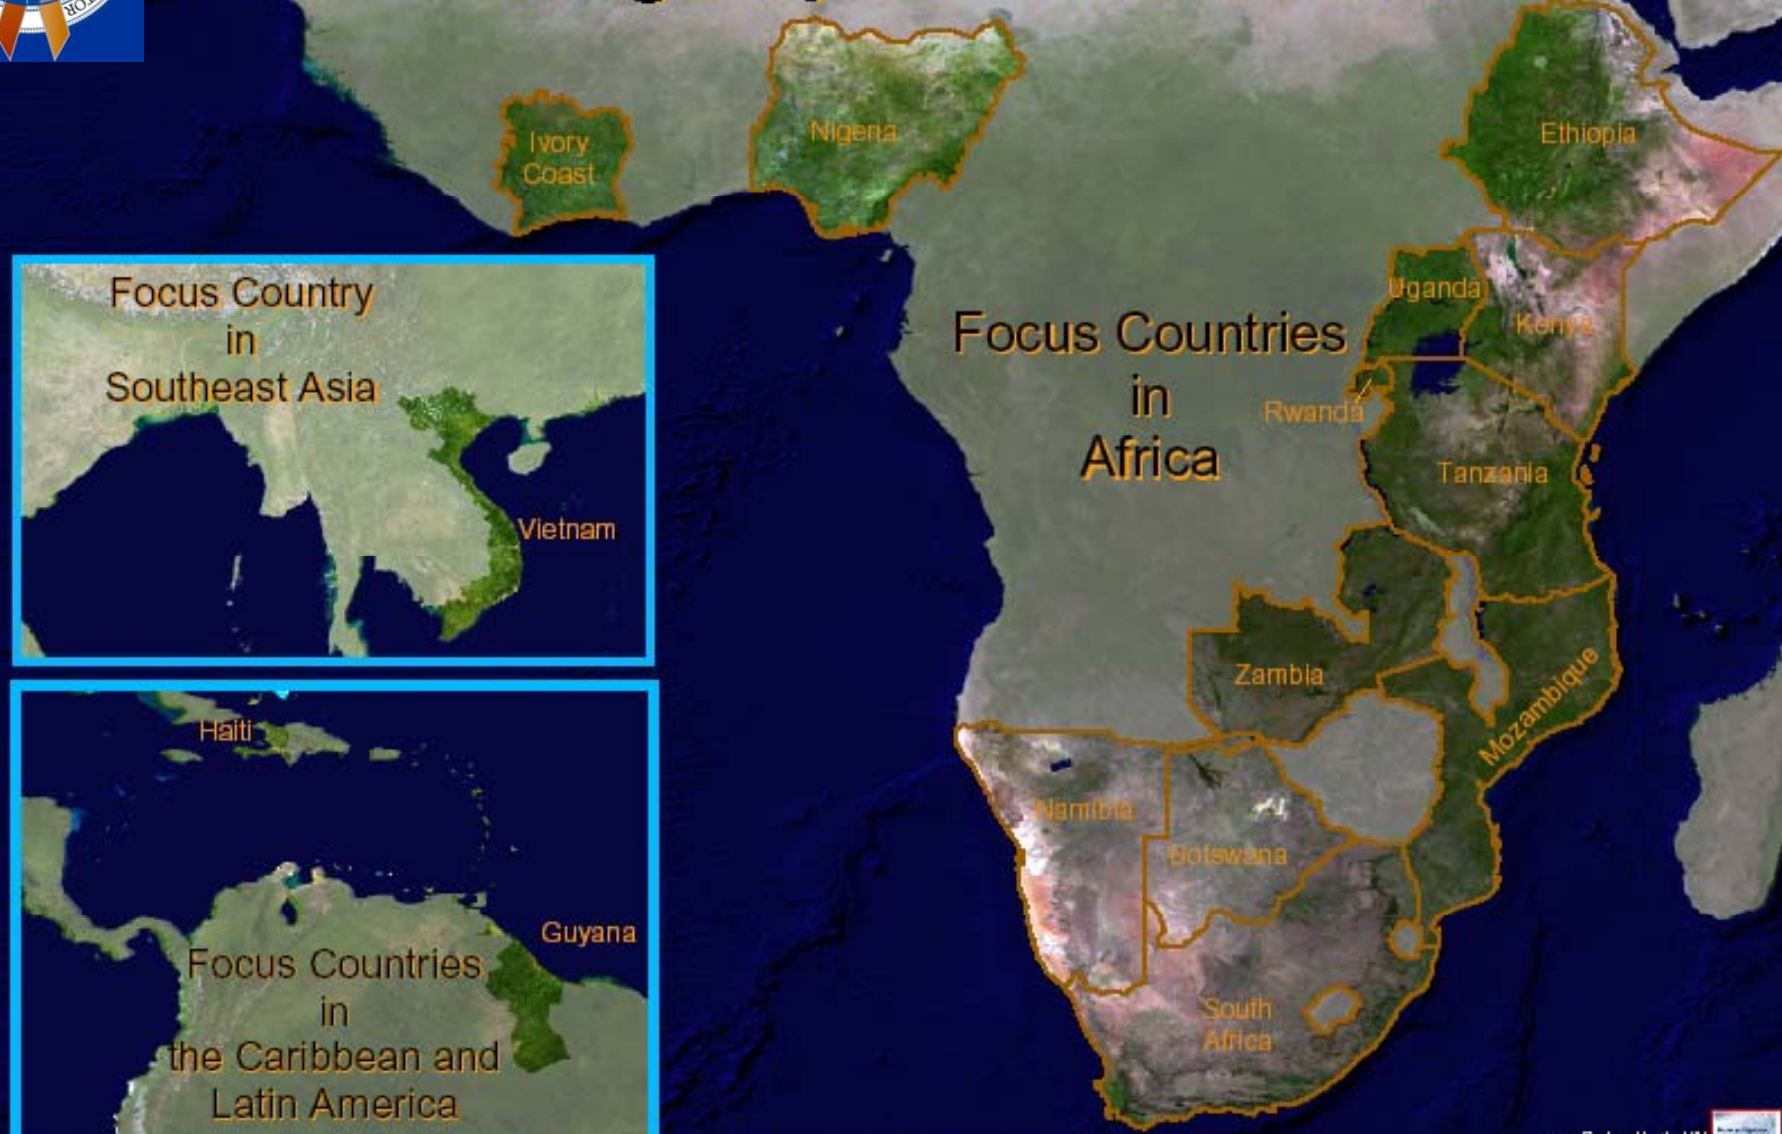 TOR
Ivory
Coast
Nigeria
Ethiopia
Focus Country
in
Southeast Asia
Vietnam
Uganda
Kenya
Focus Countries
in
Africa
Rwanda
Tanzania
Zambia
Mozambique
Namibia
Botswana
South
Africa
Haiti
Guyana
Focus Countries
in
the Caribbean and
Latin America